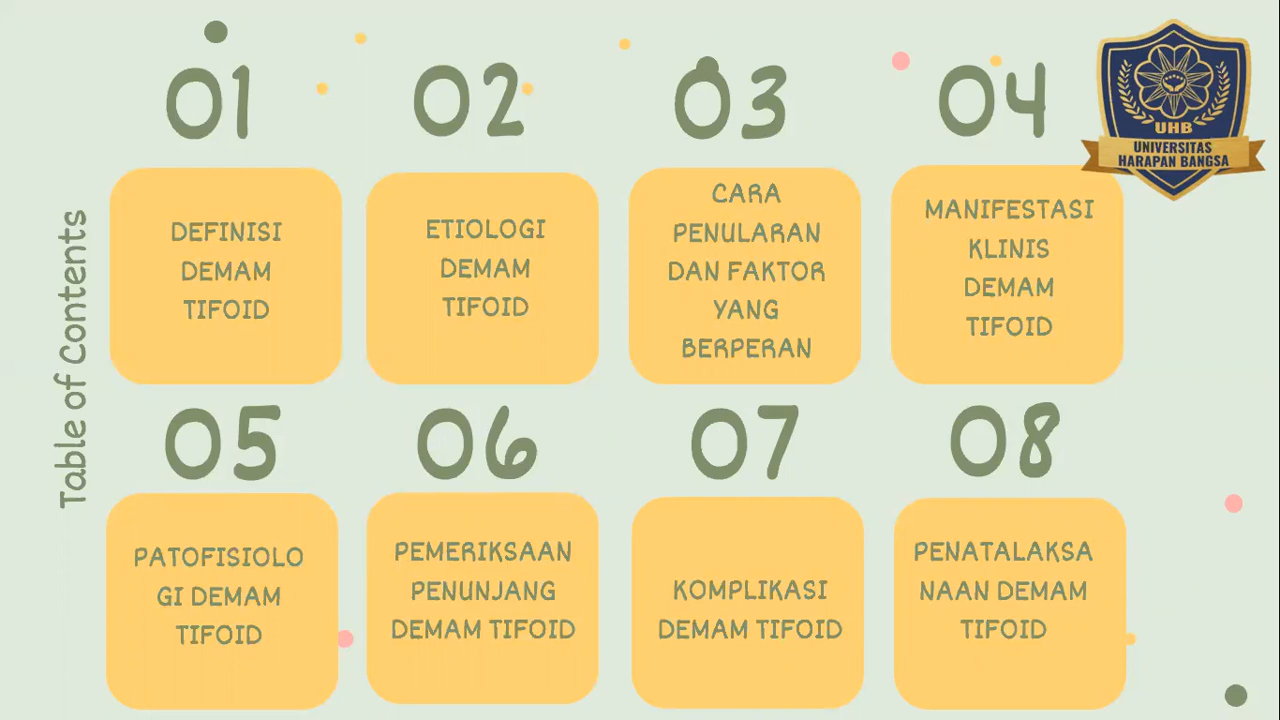 Table of Contents
01
DEFINISI
DEMAM
TIFOID
02
ETIOLOGI
DEMAM
TIFOID
03
CARA
PENULARAN
DAN FAKTOR
YANG
BERPERAN
04
MANIFESTASI
KLINIS
DEMAM
TIFOID
UHB
UNIVERSITAS
HARAPAN BANGSA
05
PATOFISIOLO
GI DEMAM
TIFOID
06
PEMERIKSAAN
PENUNJANG
DEMAM TIFOID
07
KOMPLIKASI
DEMAM TIFOID
08
PENATALAKSA
NAAN DEMAM
TIFOID